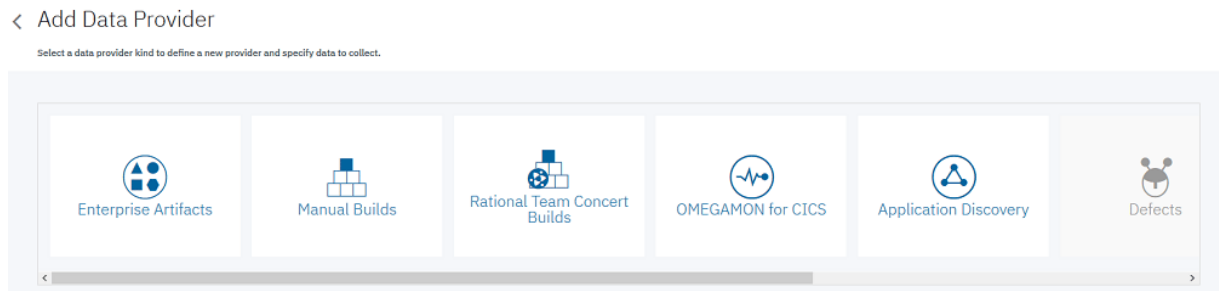 Add Data Provider
Select a data provider kind to define a new provider and specify data to collect.
Enterprise Artifacts
Manual Builds
Rational Team Concert
Builds
OMEGAMON for CICS
Application Discovery
Defects